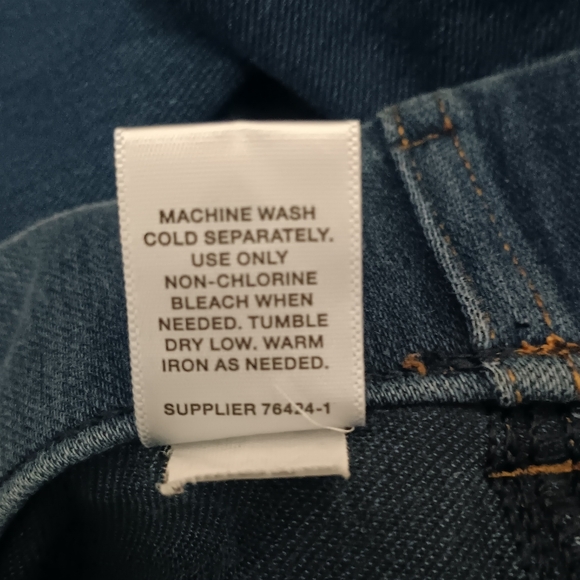 MACHINE WASH
COLD SEPARATELY.
USE ONLY
NON-CHLORINE
BLEACH WHEN
NEEDED. TUMBLE
DRY LOW. WARM
IRON AS NEEDED.
SUPPLIER 76424-1